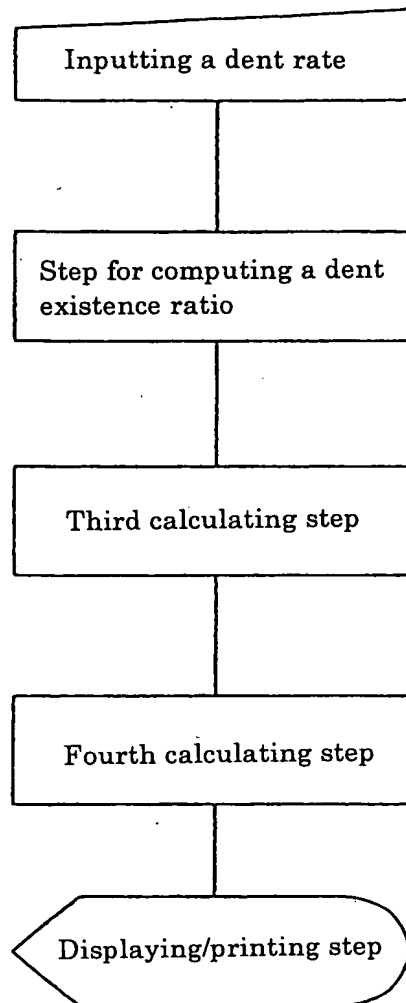 Inputting a dent rate
Step for computing a dent
existence ratio
Third calculating step
Fourth calculating step
Displaying/printing step